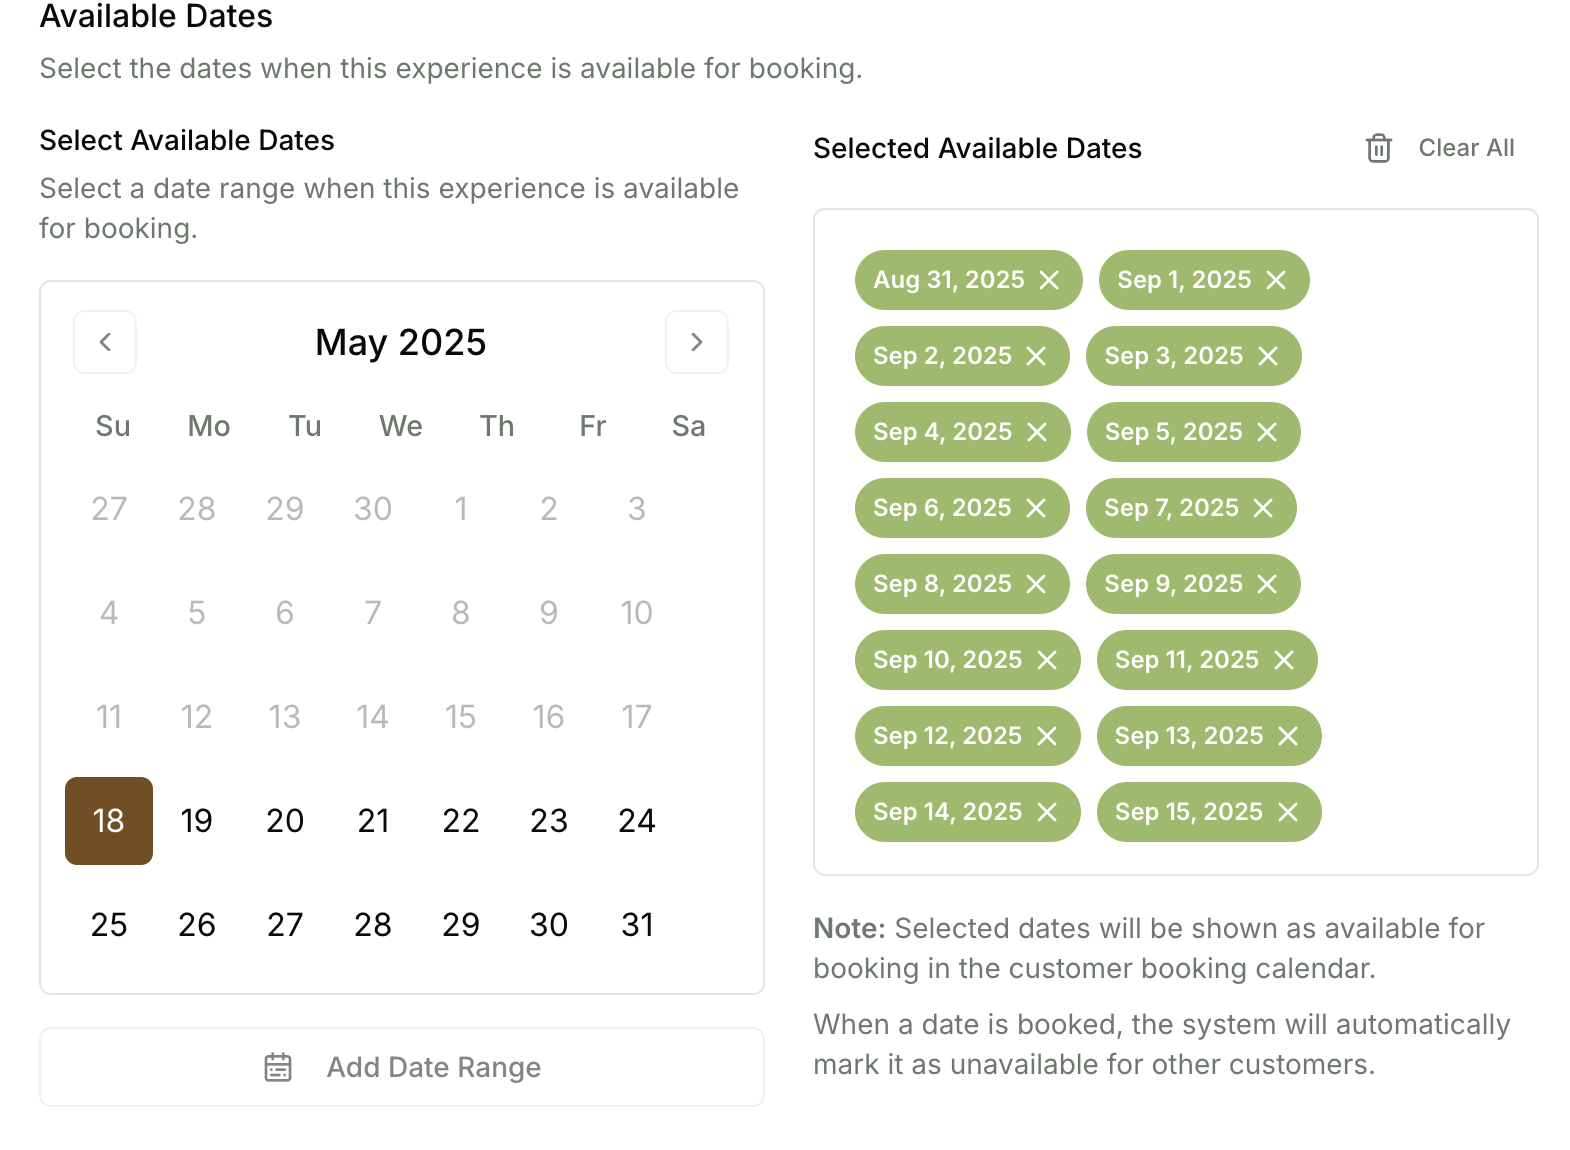 Available Dates
Select the dates when this experience is available for booking.
Select Available Dates
Select a date range when this experience is available
for booking.
May 2025
Su Mo Tu We Th Fr Sa
27 28 29 30 1 2 3
4 5 6 7 8 9 10
11 12 13 14 15 16 17
18 19 20 21 22 23 24
25 26 27 28 29 30 31
Add Date Range
Selected Available Dates
Clear All
Aug 31, 2025 Sep 1, 2025
Sep 2, 2025 Sep 3, 2025
Sep 4, 2025 Sep 5, 2025
Sep 6, 2025 Sep 7, 2025
Sep 8, 2025 Sep 9, 2025
Sep 10, 2025 Sep 11, 2025
Sep 12, 2025 Sep 13, 2025
Sep 14, 2025 Sep 15, 2025
Note: Selected dates will be shown as available for
booking in the customer booking calendar.
When a date is booked, the system will automatically
mark it as unavailable for other customers.